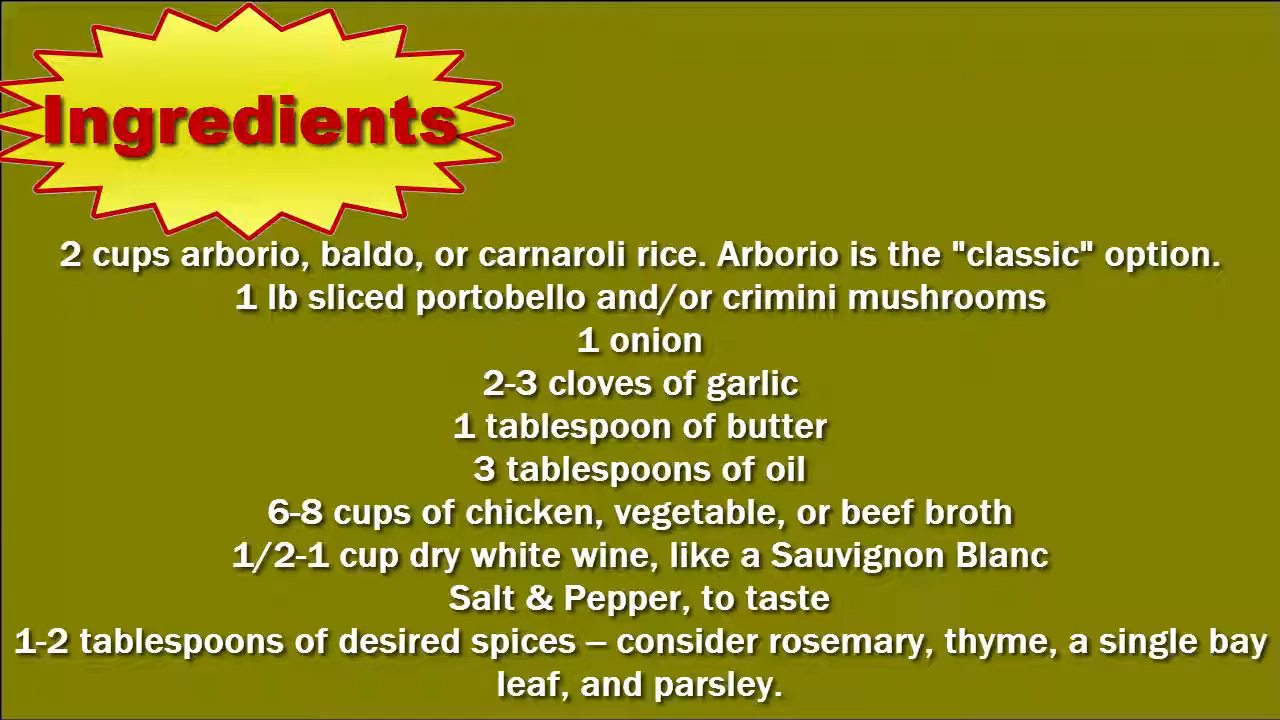 Ingredients
2 cups arborio, baldo, or carnaroli rice. Arborio is the "classic" option.
1 lb sliced portobello and/or crimini mushrooms
1 onion
2-3 cloves of garlic
1 tablespoon of butter
3 tablespoons of oil
6-8 cups of chicken, vegetable, or beef broth
1/2-1 cup dry white wine, like a Sauvignon Blanc
Salt & Pepper, to taste
1-2 tablespoons of desired spices – consider rosemary, thyme, a single bay
leaf, and parsley.